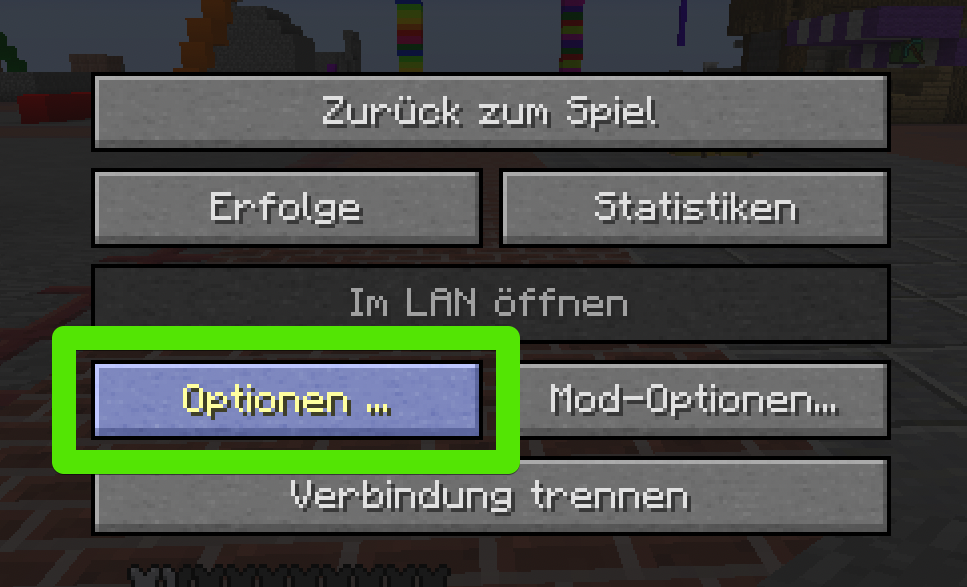 Zurück zum Spiel
Erfolge
Statistiken
Im LAN öffnen
Optionen ...
Mod-Optionen...
Verbindung trennen